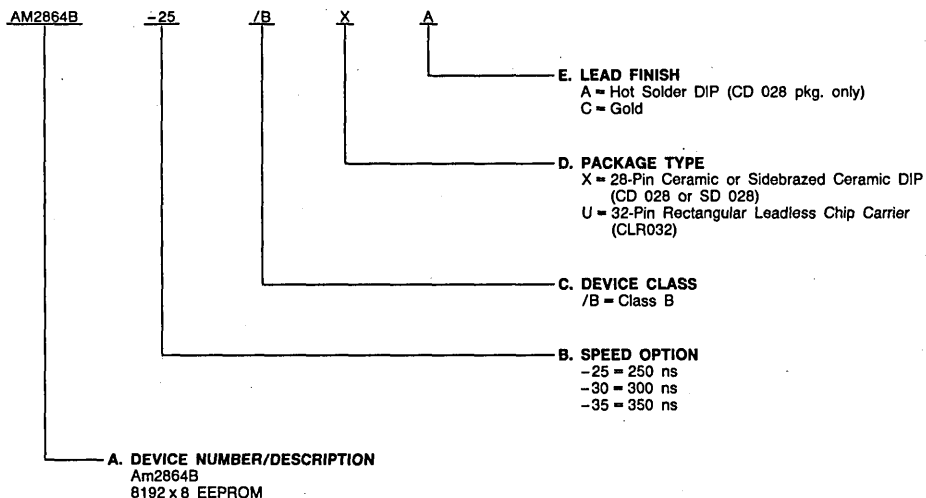 AM2864B -25 /B X A
E. LEAD FINISH
A = Hot Solder DIP (CD 028 pkg. only)
C = Gold
D. PACKAGE TYPE
X = 28-Pin Ceramic or Sidebrazed Ceramic DIP
(CD 028 or SD 028)
U = 32-Pin Rectangular Leadless Chip Carrier
(CLR032)
C. DEVICE CLASS
/B = Class B
B. SPEED OPTION
-25 = 250 ns
-30 = 300 ns
-35 = 350 ns
A. DEVICE NUMBER/DESCRIPTION
Am2864B
8192 x 8 EEPROM